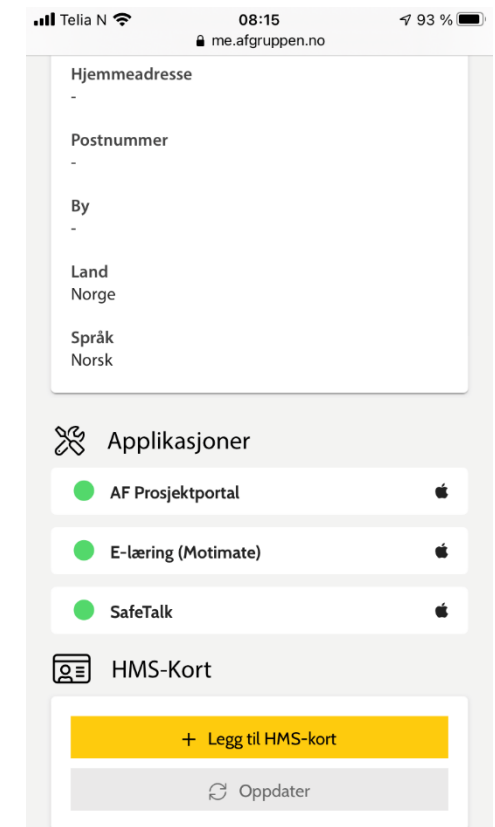 Telia N 08:15 93 %
me.afgruppen.no
Hjemmeadresse
-
Postnummer
-
By
-
Land
Norge
Språk
Norsk
Applikasjoner
AF Prosjektportal
E-læring (Motimate)
SafeTalk
HMS-Kort
+ Legg til HMS-kort
Oppdater